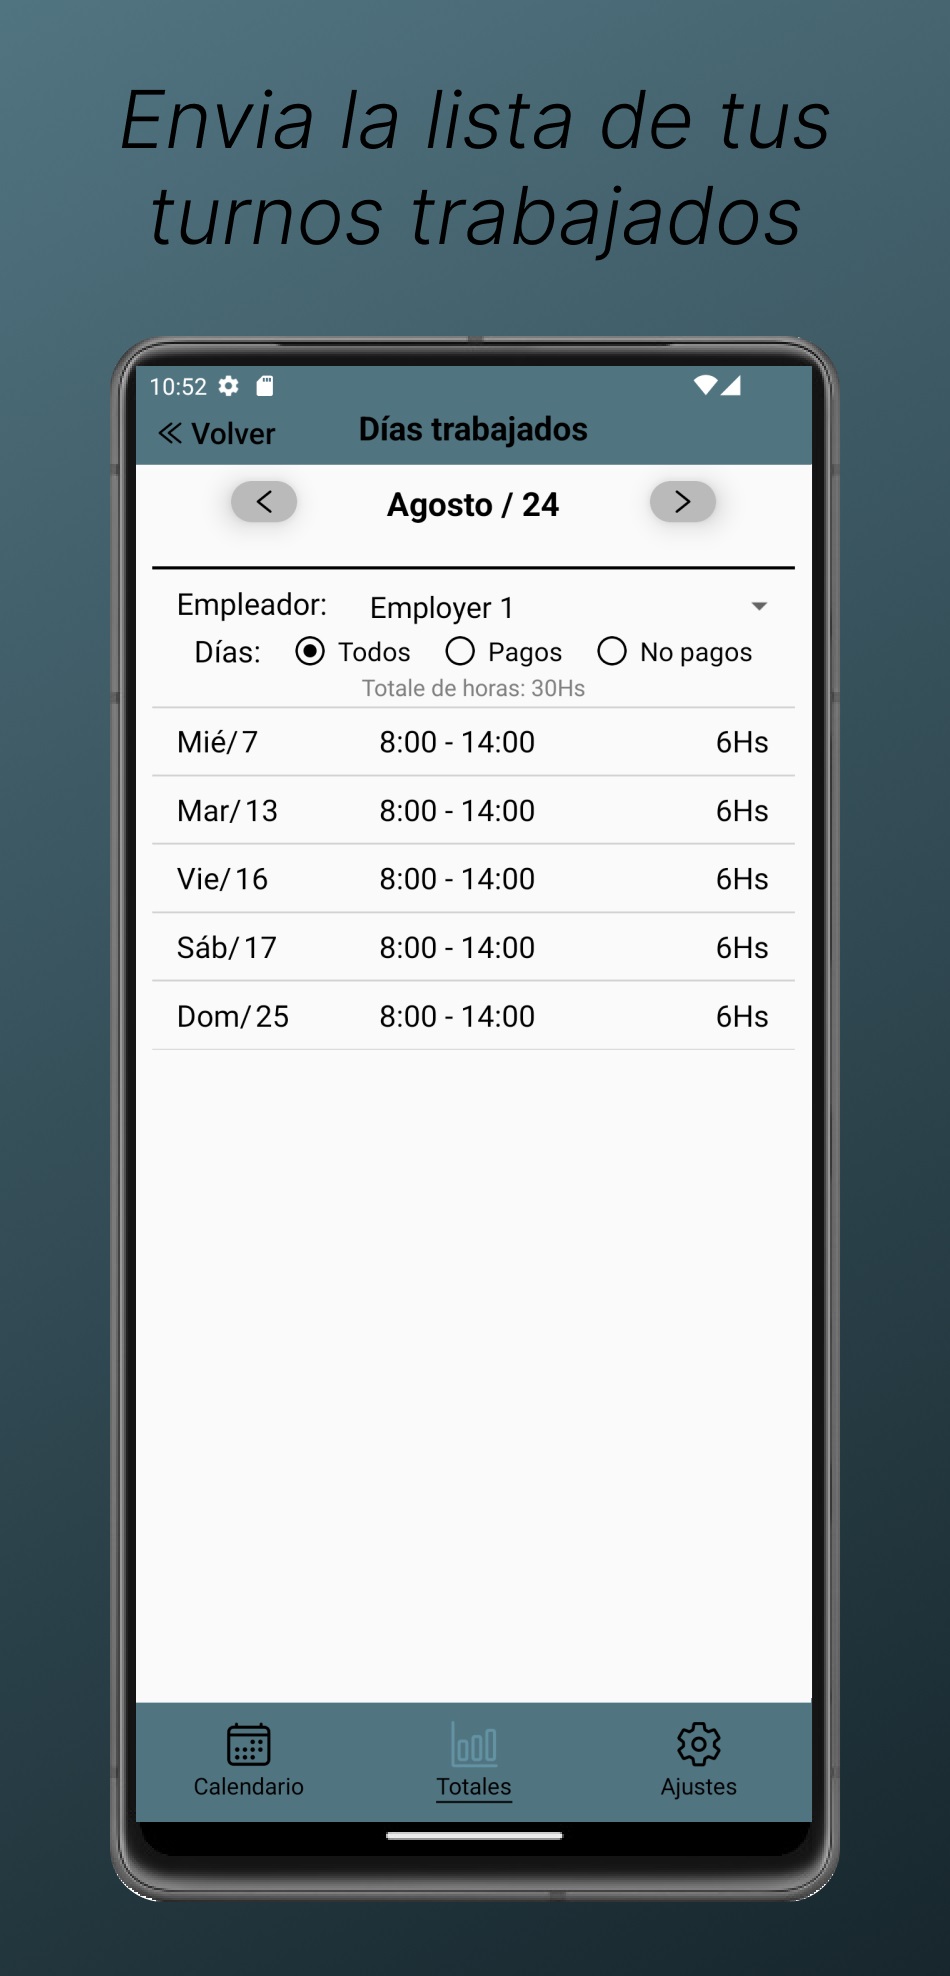 Envia la lista de tus
turnos trabajados
10:52
Volver
Días trabajados
Agosto / 24
Empleador: Employer 1
Días: Todos Pagos No pagos
Totale de horas: 30Hs
Mié/ 7 8:00 - 14:00 6Hs
Mar/ 13 8:00 - 14:00 6Hs
Vie/ 16 8:00 - 14:00 6Hs
Sáb/ 17 8:00 - 14:00 6Hs
Dom/ 25 8:00 - 14:00 6Hs
Calendario Totales Ajustes